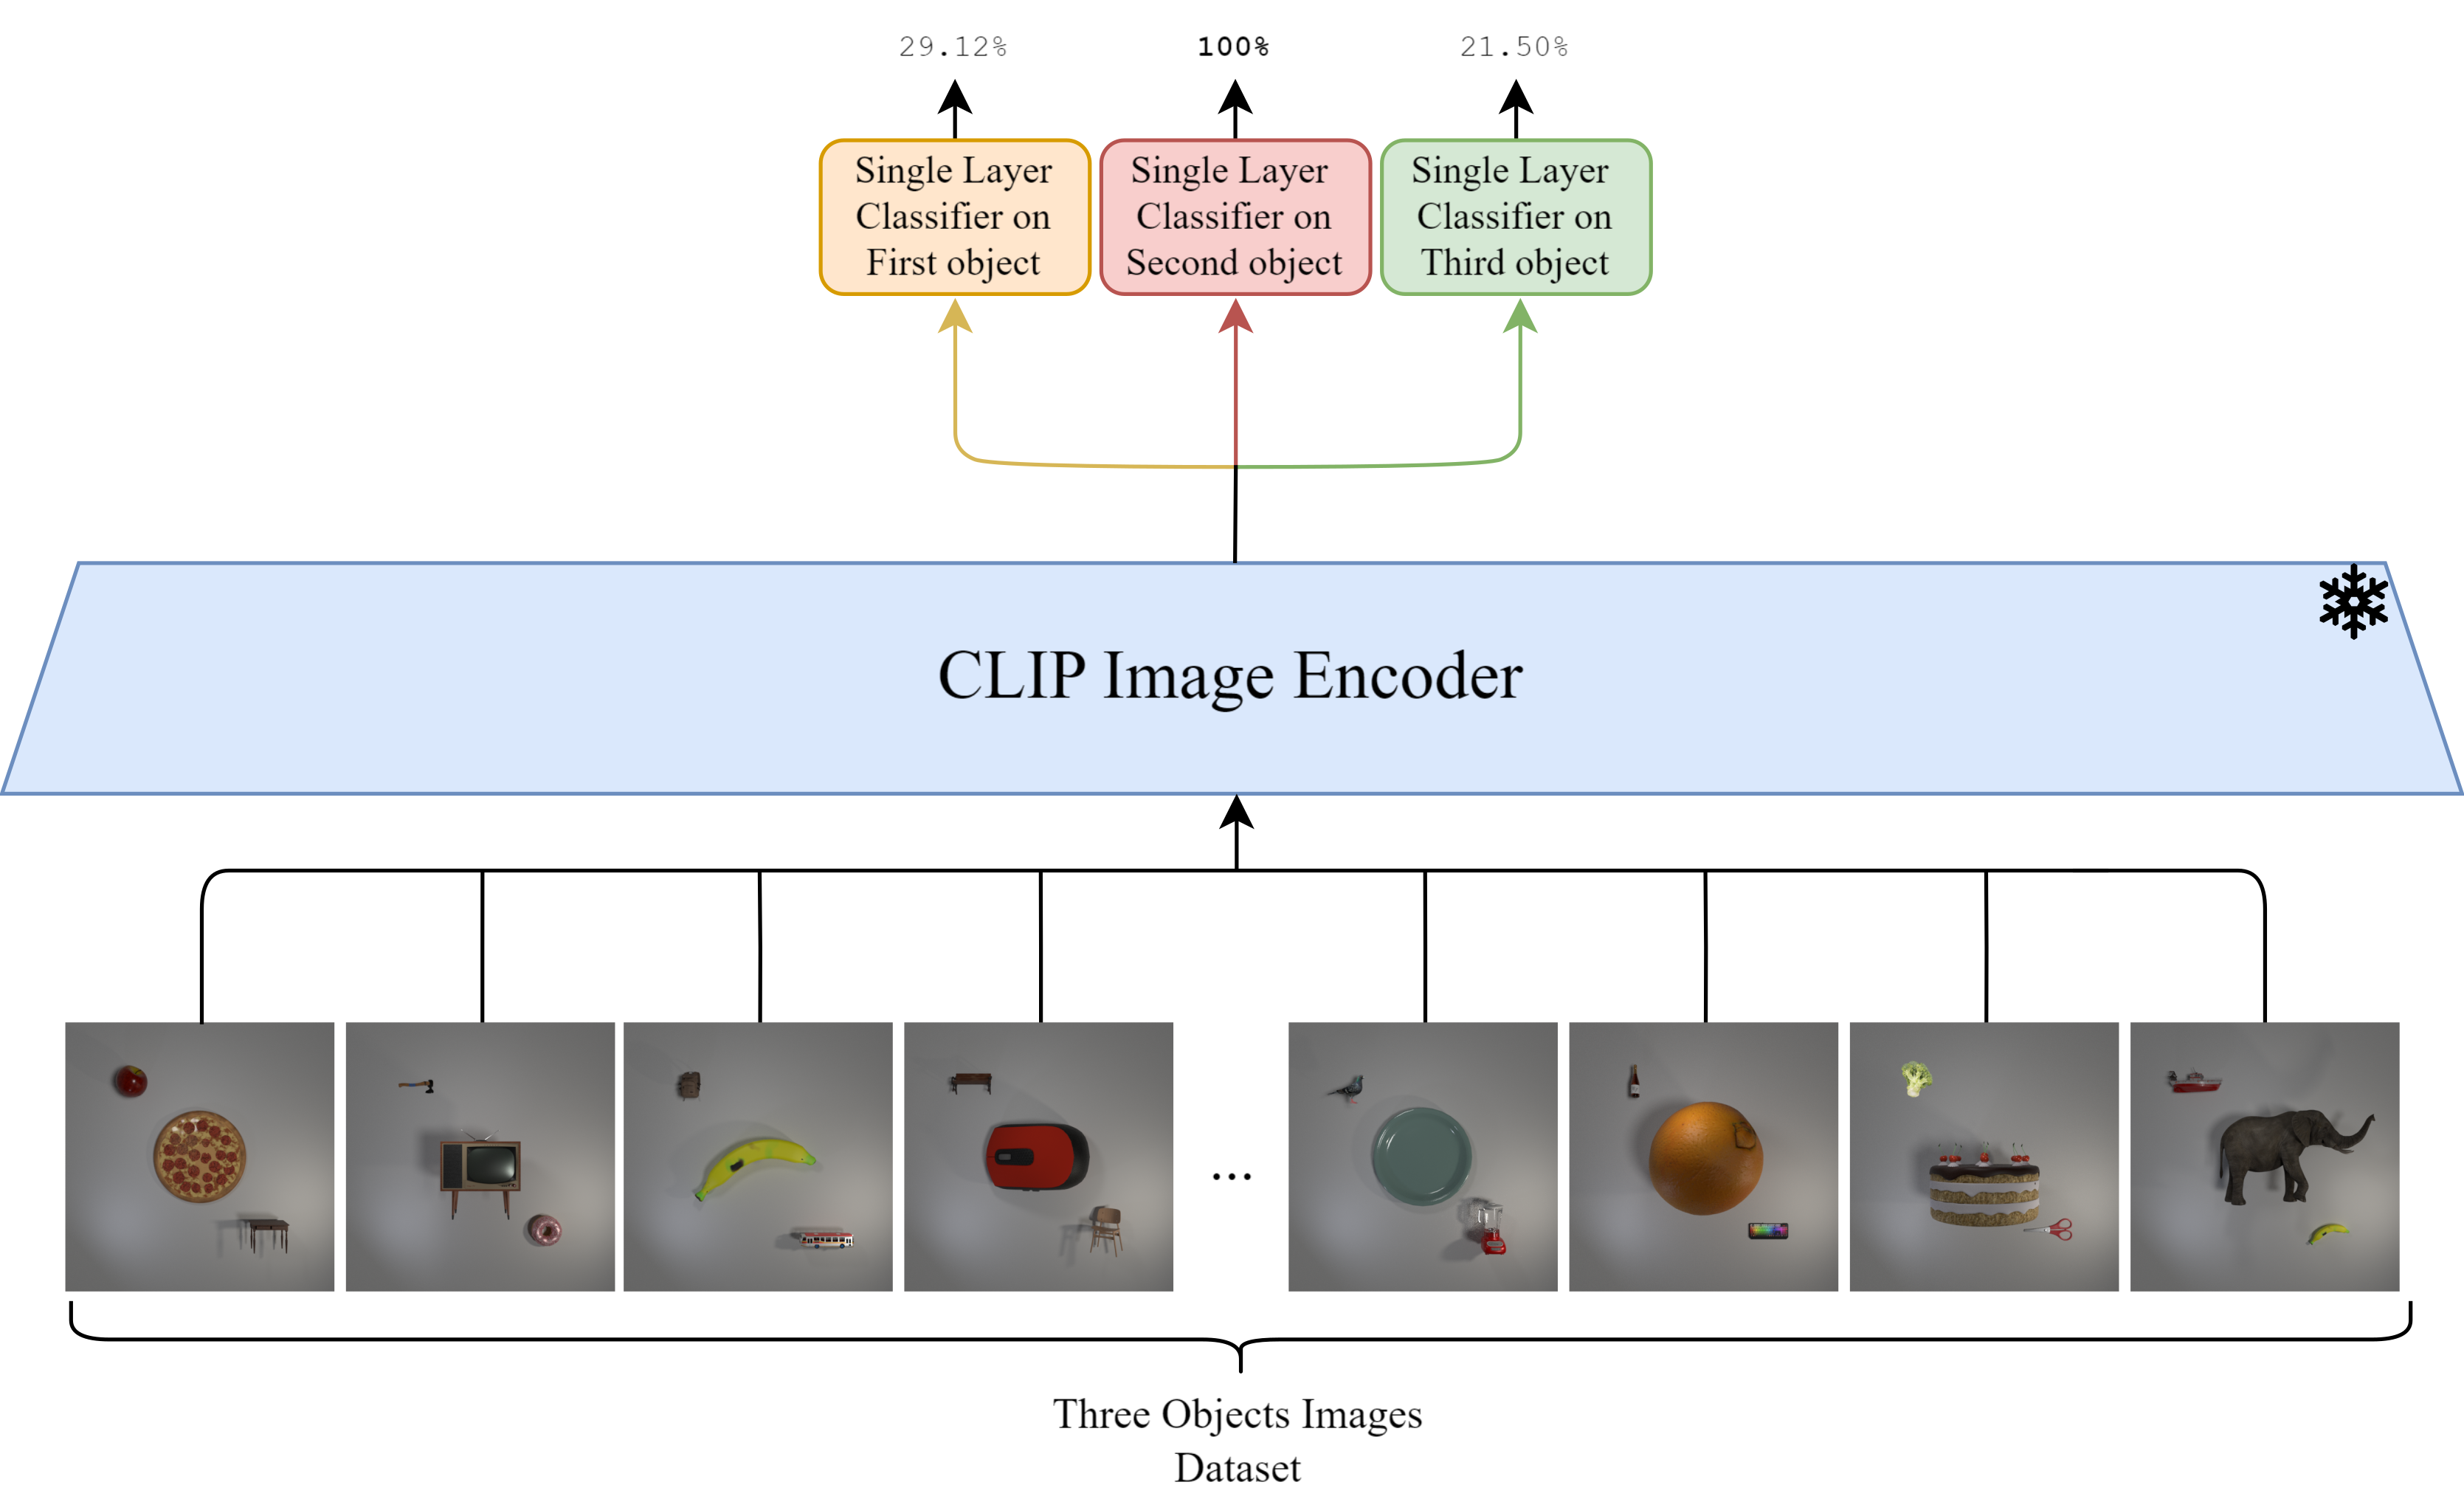 29.12% 100% 21.50%
Single Layer
Classifier on
First object
Single Layer
Classifier on
Second object
Single Layer
Classifier on
Third object
CLIP Image Encoder
...
Three Objects Images
Dataset